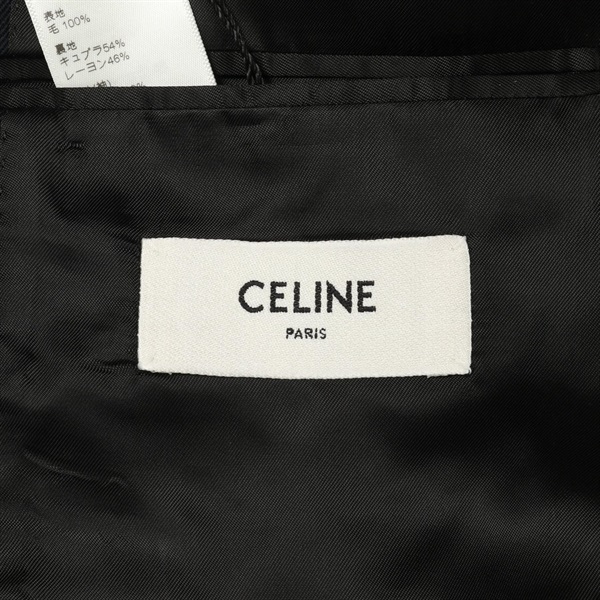 表地
毛 100%
裏地
キュプラ54%
レーヨン46%
CELINE
PARIS